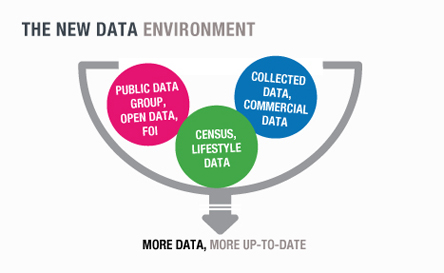 THE NEW DATA ENVIRONMENT
PUBLIC DATA
GROUP,
OPEN DATA,
FOI
CENSUS,
LIFESTYLE
DATA
COLLECTED
DATA,
COMMERCIAL
DATA
MORE DATA, MORE UP-TO-DATE